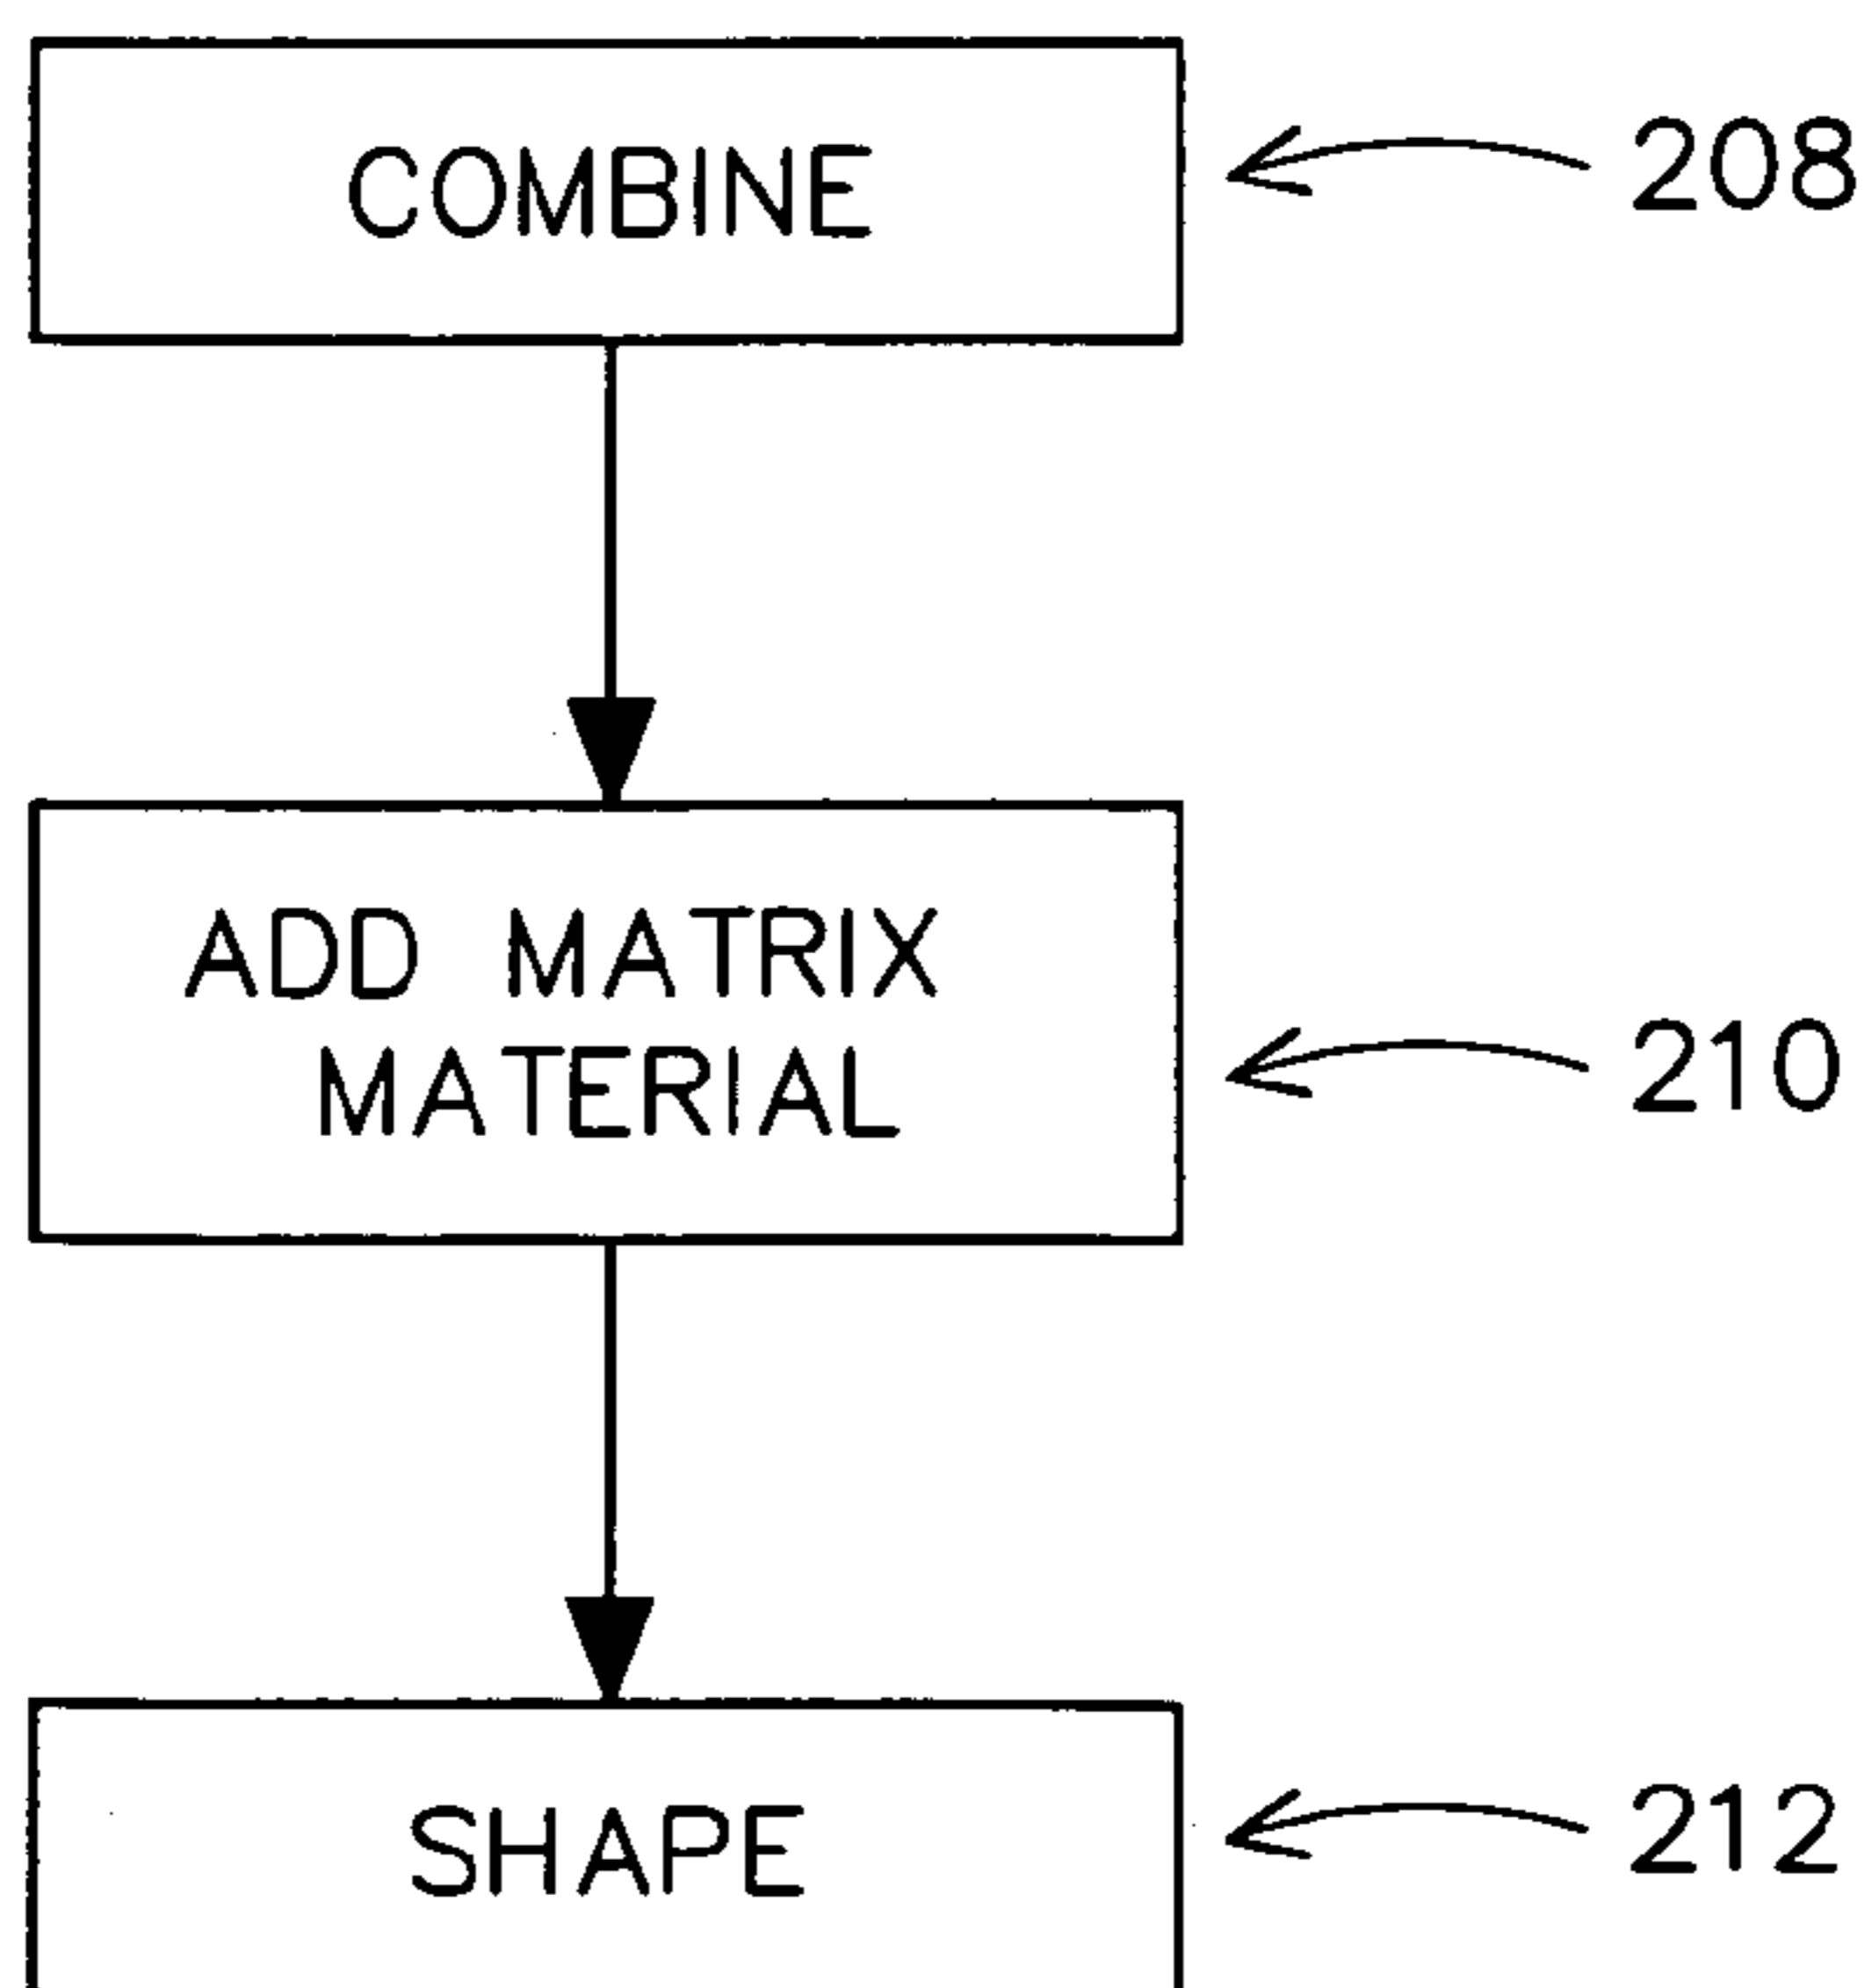 COMBINE
208
ADD MATRIX
MATERIAL
210
SHAPE
212